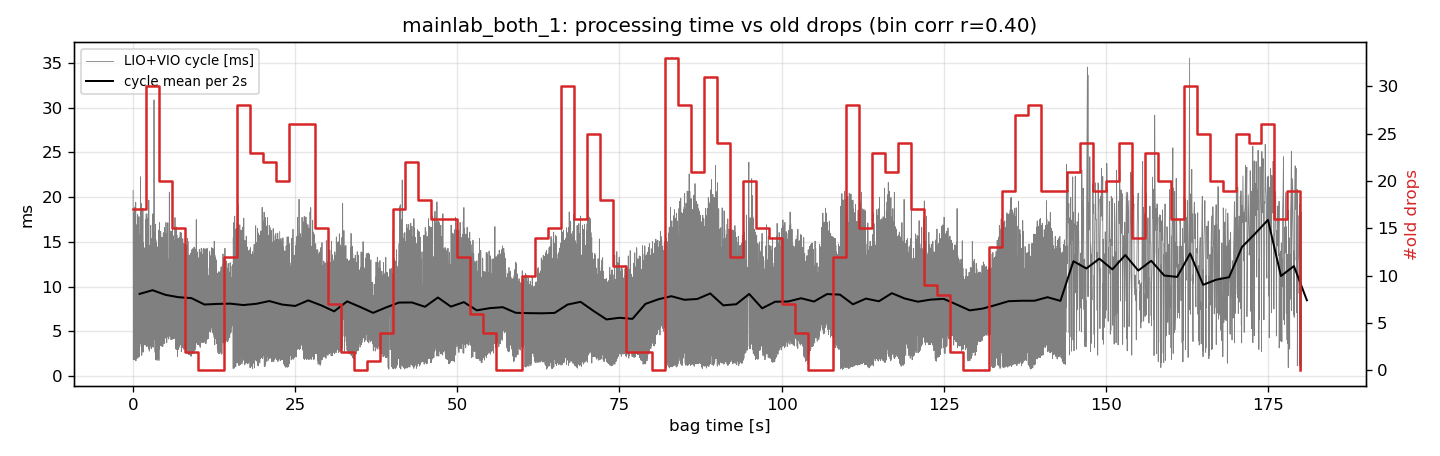 mainlab_both_1: processing time vs old drops (bin corr r=0.40)
LIO+VIO cycle [ms]
cycle mean per 2s
ms
35
30
25
20
15
10
5
0
30
25
20
15
10
5
0
#old drops
0 25 50 75 100 125 150 175
bag time [s]